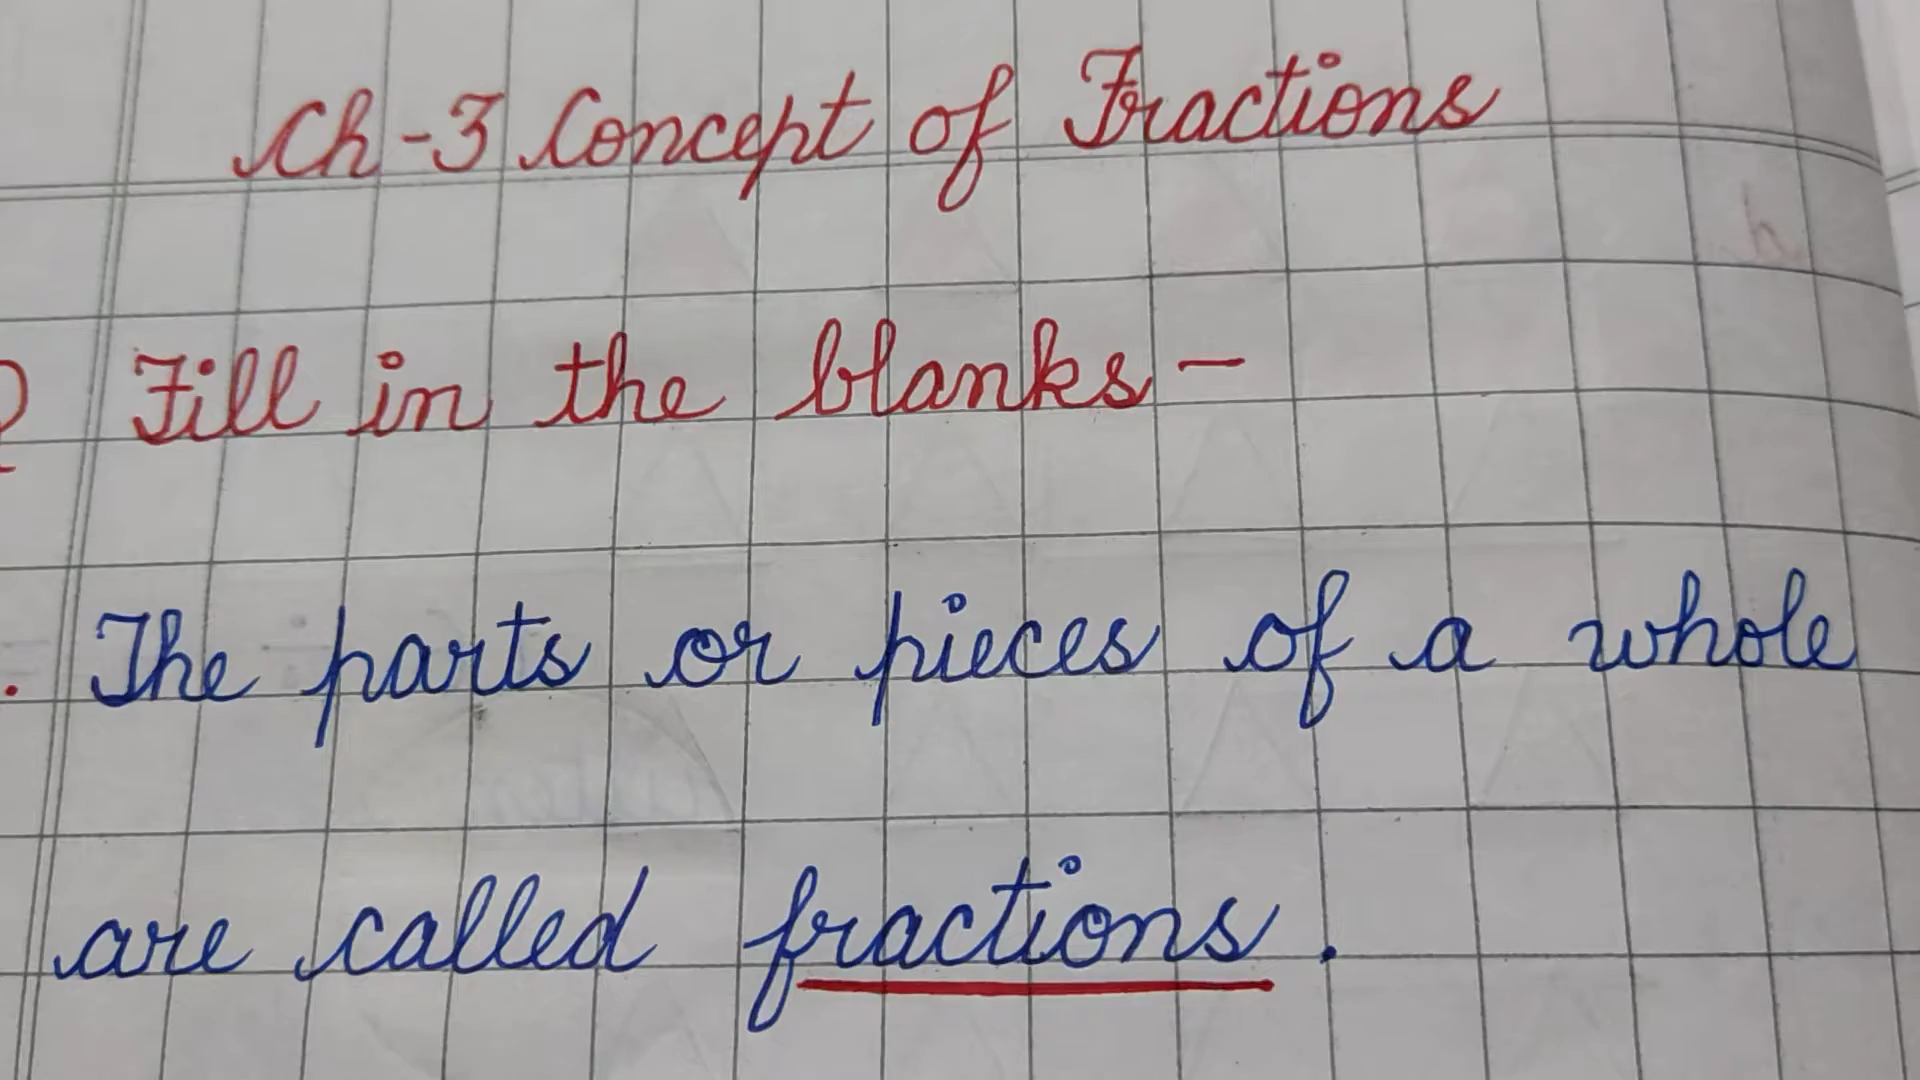 Ch-3 Concept of Fractions
Fill in the blanks-
. The parts or pieces of a whole
are called fractions.